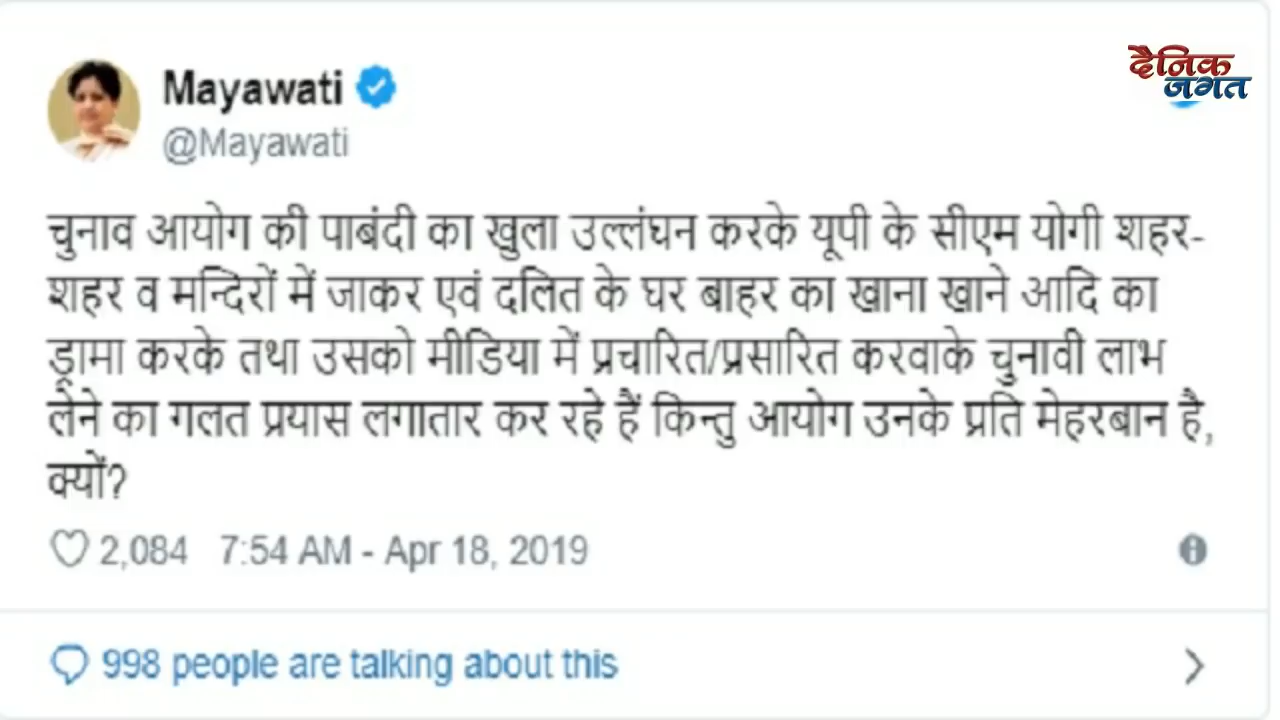 Mayawati
@Mayawati
दैनिक
जगत
चुनाव आयोग की पाबंदी का खुला उल्लंघन करके यूपी के सीएम योगी शहर-
शहर व मन्दिरों में जाकर एवं दलित के घर बाहर का खाना खाने आदि का
ड्रामा करके तथा उसको मीडिया में प्रचारित/प्रसारित करवाके चुनावी लाभ
लेने का गलत प्रयास लगातार कर रहे हैं किन्तु आयोग उनके प्रति मेहरबान है,
क्यों?
2,084 7:54 AM - Apr 18, 2019
998 people are talking about this